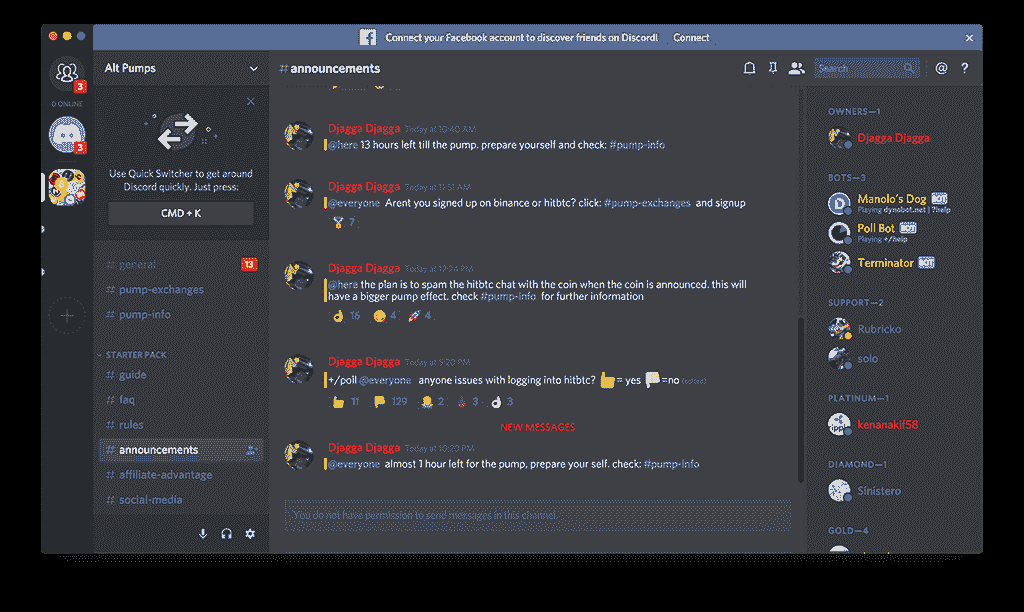 Connect your Facebook account to discover friends on Discord! Connect
Alt Pumps
#announcements
Search
3
0 ONLINE
3
Use Quick Switcher to get around
Discord quickly. Just press:
CMD + K
# general 13
# pump-exchanges
# pump-info
STARTER PACK
# guide
# faq
# rules
# announcements
# affiliate-advantage
# social-media
Djagga Djagga Today at 10:40 AM
@here 13 hours left till the pump. prepare yourself and check: #pump-info
Djagga Djagga Today at 11:51 AM
@everyone Arent you signed up on binance or hitbtc? click: #pump-exchanges and signup
7
Djagga Djagga Today at 12:24 PM
@here the plan is to spam the hitbtc chat with the coin when the coin is announced. this will
have a bigger pump effect. check #pump-info for further information
16 4 4
Djagga Djagga Today at 5:20 PM
+/poll @everyone anyone issues with logging into hitbtc? = yes =no (edited)
11 129 2 3 3
NEW MESSAGES
Djagga Djagga Today at 10:20 PM
@everyone almost 1 hour left for the pump, prepare your self. check: #pump-info
You do not have permission to send messages in this channel.
OWNERS—1
Djagga Djagga
BOTS—3
Manolo's Dog BOT
Playing dynobot.net | ?help
Poll Bot BOT
Playing +/help
Terminator BOT
SUPPORT—2
Rubricko
solo
PLATINUM—1
kenanakif58
DIAMOND—1
Sinistero
GOLD—4